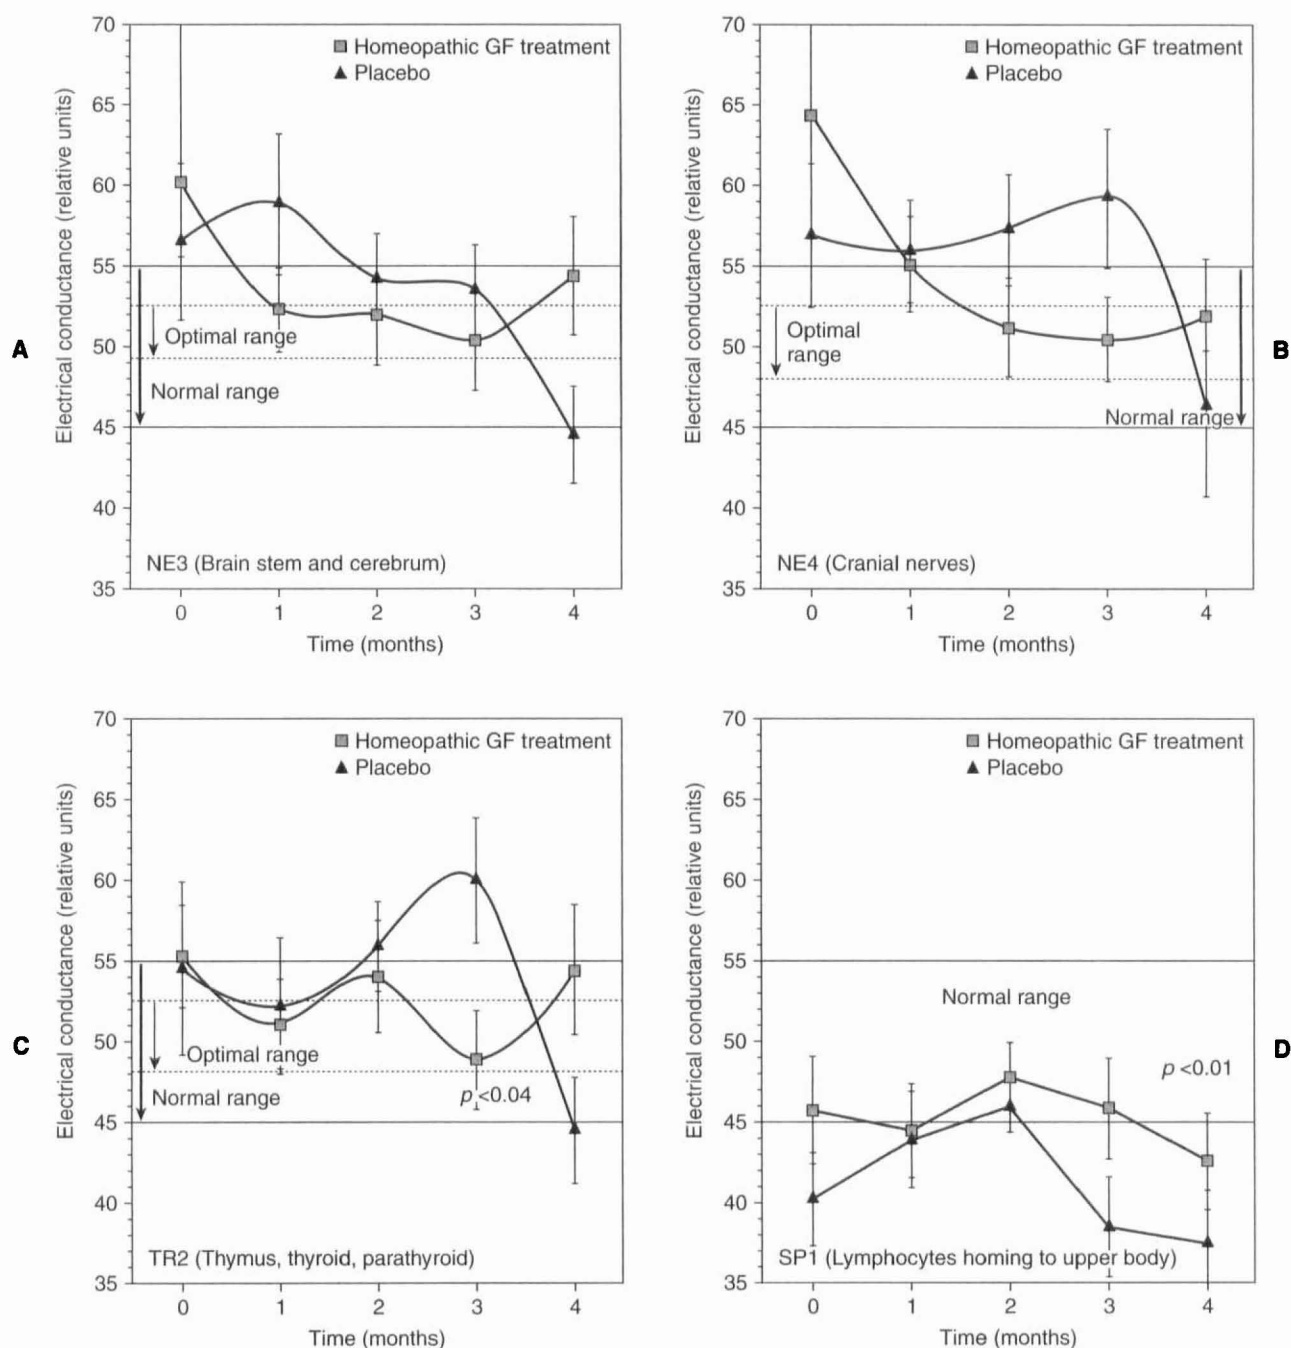 A
70
65
60
55
50
45
40
35
Electrical conductance (relative units)
Homeopathic GF treatment
Placebo
Optimal range
Normal range
NE3 (Brain stem and cerebrum)
0 1 2 3 4
Time (months)
B
70
65
60
55
50
45
40
35
Electrical conductance (relative units)
Homeopathic GF treatment
Placebo
Optimal
range
Normal range
NE4 (Cranial nerves)
0 1 2 3 4
Time (months)
C
70
65
60
55
50
45
40
35
Electrical conductance (relative units)
Homeopathic GF treatment
Placebo
Optimal range
Normal range
p <0.04
TR2 (Thymus, thyroid, parathyroid)
0 1 2 3 4
Time (months)
D
70
65
60
55
50
45
40
35
Electrical conductance (relative units)
Homeopathic GF treatment
Placebo
Normal range
p <0.01
SP1 (Lymphocytes homing to upper body)
0 1 2 3 4
Time (months)